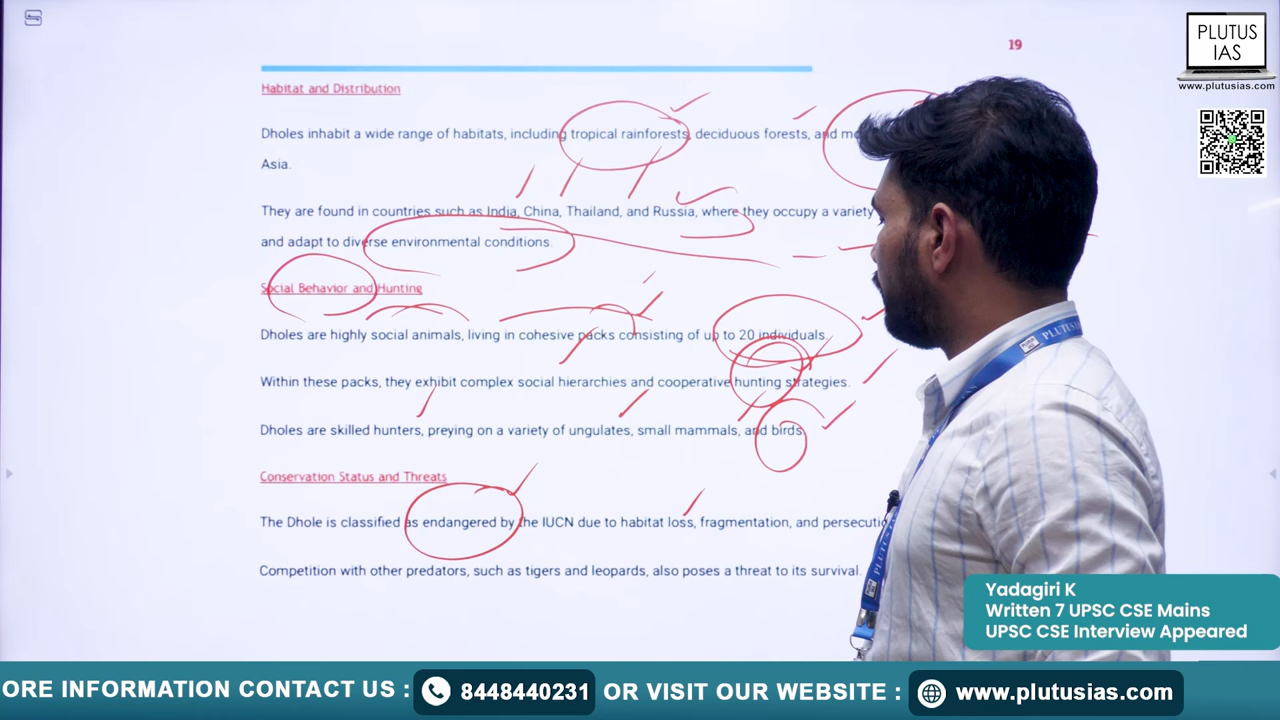 19
PLUTUS
IAS
www.plutusias.com
Habitat and Distribution
Dholes inhabit a wide range of habitats, including tropical rainforests, deciduous forests, and
Asia.
They are found in countries such as India, China, Thailand, and Russia, where they occupy a variety
and adapt to diverse environmental conditions.
Social Behavior and Hunting
Dholes are highly social animals, living in cohesive packs consisting of up to 20 individuals.
Within these packs, they exhibit complex social hierarchies and cooperative hunting strategies.
Dholes are skilled hunters, preying on a variety of ungulates, small mammals, and birds.
Conservation Status and Threats
The Dhole is classified as endangered by the IUCN due to habitat loss, fragmentation, and
Competition with other predators, such as tigers and leopards, also poses a threat to its survival.
PLUTUS
Yadagiri K
Written 7 UPSC CSE Mains
UPSC CSE Interview Appeared
ORE INFORMATION CONTACT US : 8448440231 OR VISIT OUR WEBSITE : www.plutusias.com